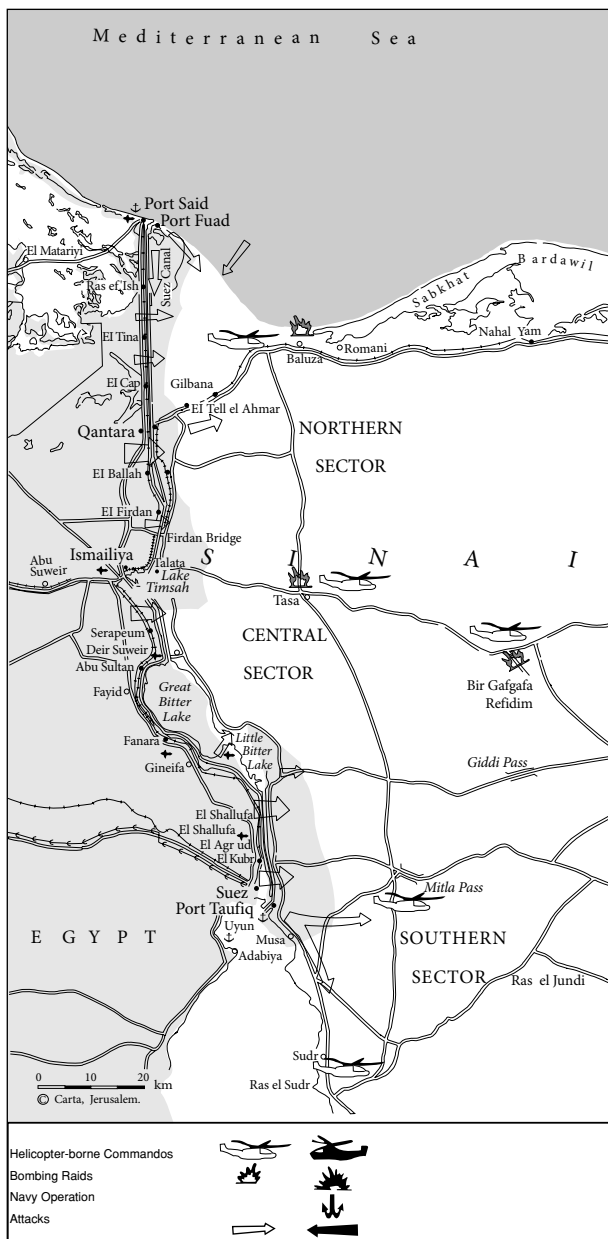 Mediterranean Sea
Port Said
Port Fuad
El Matariyi
Suez Canal
Ras ef'Ish
Sabkhat Bardawil
Nahal Yam
El Tina
Romani
Baluza
El Cap
Gilbana
El Tell el Ahmar
Qantara
NORTHERN
SECTOR
El Ballah
El Firdan
Firdan Bridge
Ismailiya
S I N A I
Abu
Suweir
Talata
Lake
Timsah
Tasa
Serapeum
CENTRAL
SECTOR
Deir Suweir
Abu Sultan
Bir Gafgafa
Refidim
Fayid
Great
Bitter
Lake
Fanara
Little
Bitter
Lake
Gineifa
Giddi Pass
El Shallufa
El Shallufa
El Agr ud
El Kubr
Suez
Mitla Pass
Port Taufiq
Uyun
EGYPT
Musa
Adabiya
SOUTHERN
SECTOR
Ras el Jundi
Sudr
Ras el Sudr
0 10 20 km
© Carta, Jerusalem.
Helicopter-borne Commandos
Bombing Raids
Navy Operation
Attacks